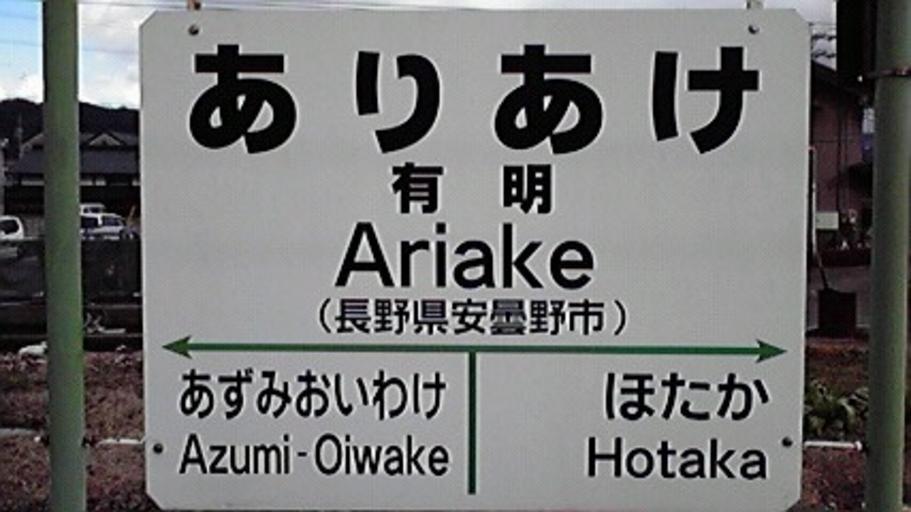 ありあけ
有明
Ariake
(長野県安曇野市)
あずみおいわけ
Azumi-Oiwake
ほたか
Hotaka